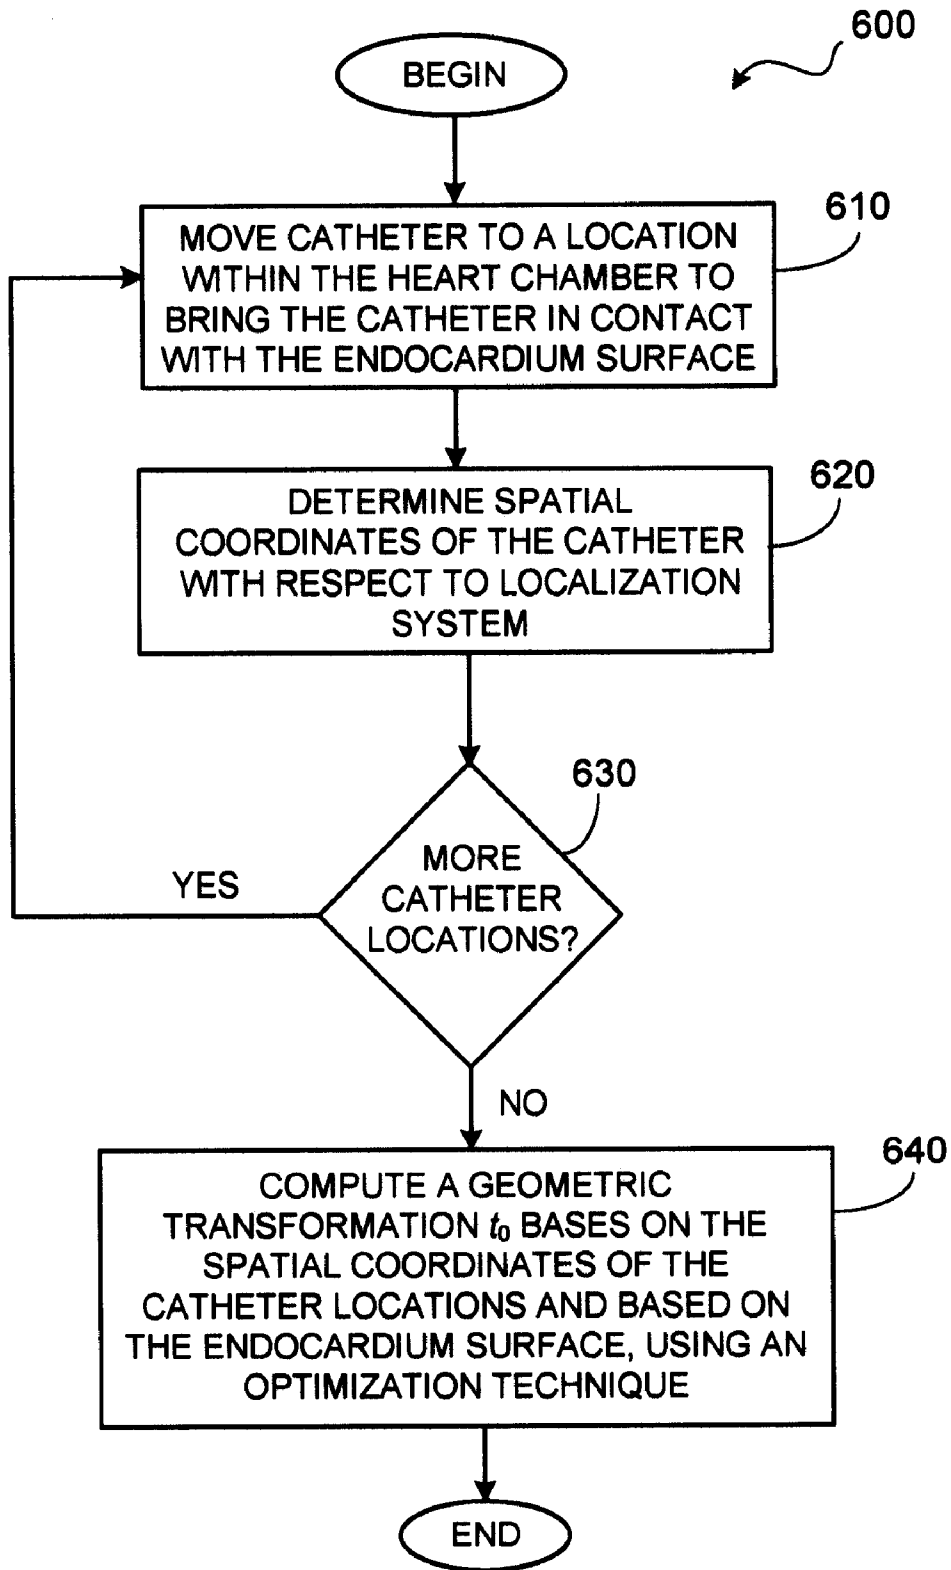 600
BEGIN
610
MOVE CATHETER TO A LOCATION
WITHIN THE HEART CHAMBER TO
BRING THE CATHETER IN CONTACT
WITH THE ENDOCARDIUM SURFACE
620
DETERMINE SPATIAL
COORDINATES OF THE CATHETER
WITH RESPECT TO LOCALIZATION
SYSTEM
630
MORE
CATHETER
LOCATIONS?
YES
NO
640
COMPUTE A GEOMETRIC
TRANSFORMATION t₀ BASES ON THE
SPATIAL COORDINATES OF THE
CATHETER LOCATIONS AND BASED ON
THE ENDOCARDIUM SURFACE, USING AN
OPTIMIZATION TECHNIQUE
END